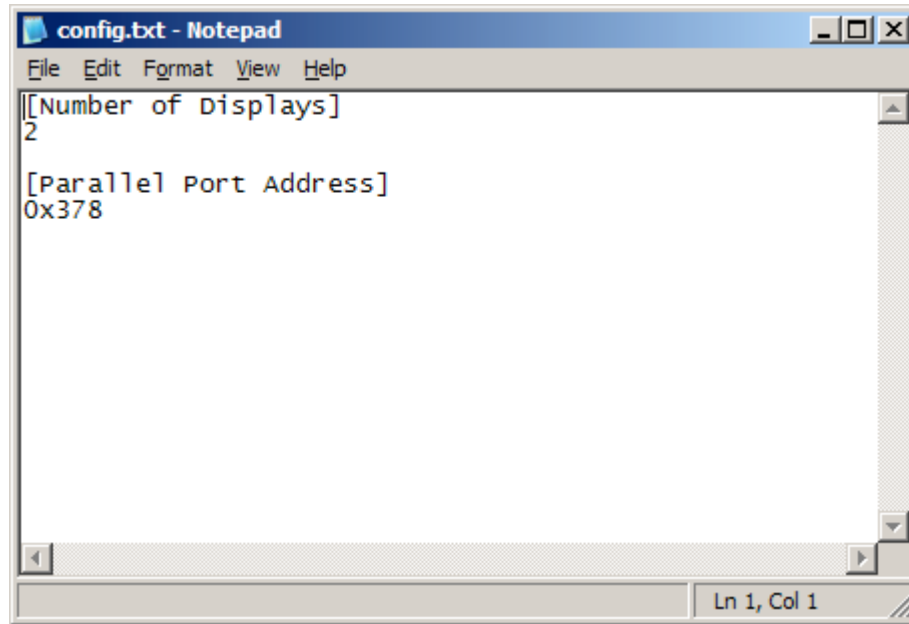 config.txt - Notepad
File Edit Format View Help
[Number of Displays]
2
[Parallel Port Address]
0x378
Ln 1, Col 1